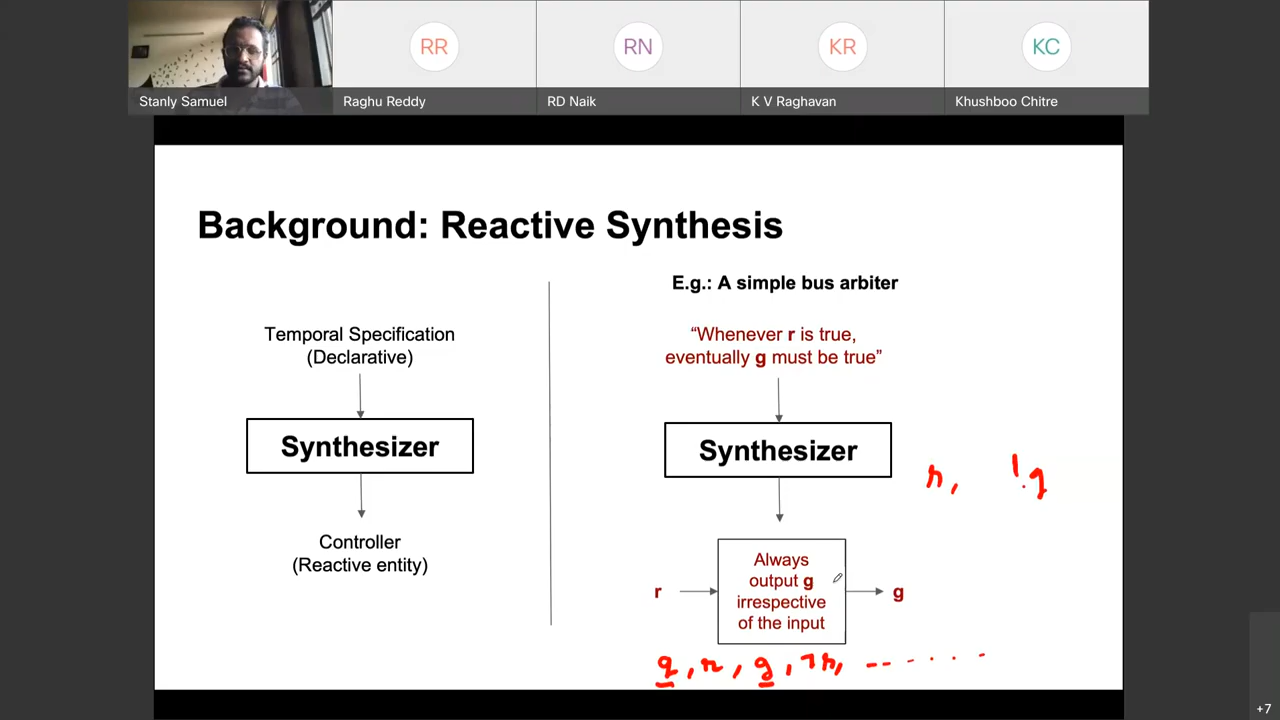 RR
RN
KR
KC
Stanly Samuel
Raghu Reddy
RD Naik
K V Raghavan
Khushboo Chitre
Background: Reactive Synthesis
Temporal Specification
(Declarative)
Synthesizer
Controller
(Reactive entity)
E.g.: A simple bus arbiter
“Whenever r is true,
eventually g must be true”
Synthesizer
r, !g
Always
output g
irrespective
of the input
r
g
g, r, g, ¬r, -- - - - - -
+7